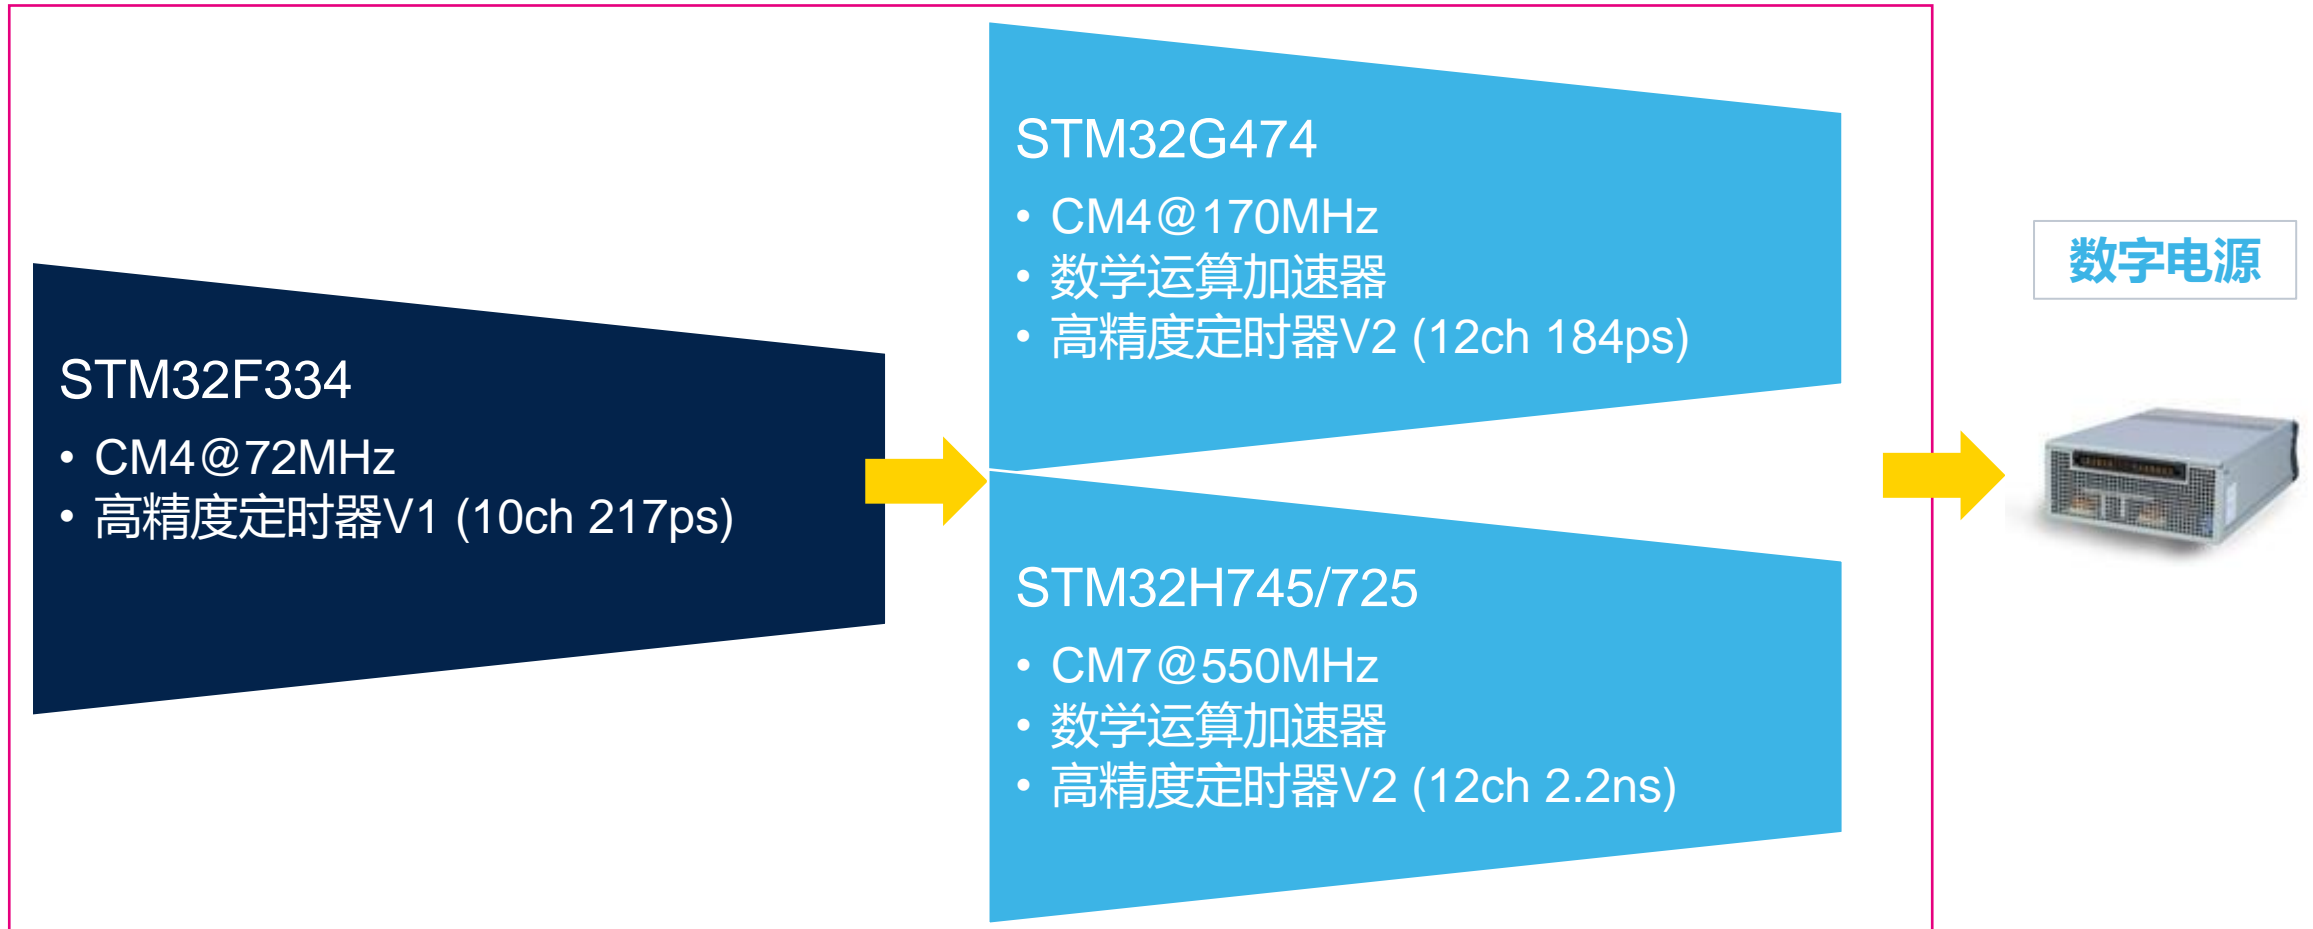 STM32F334
• CM4@72MHz
• 高精度定时器V1 (10ch 217ps)
STM32G474
• CM4@170MHz
• 数学运算加速器
• 高精度定时器V2 (12ch 184ps)
STM32H745/725
• CM7@550MHz
• 数学运算加速器
• 高精度定时器V2 (12ch 2.2ns)
数字电源